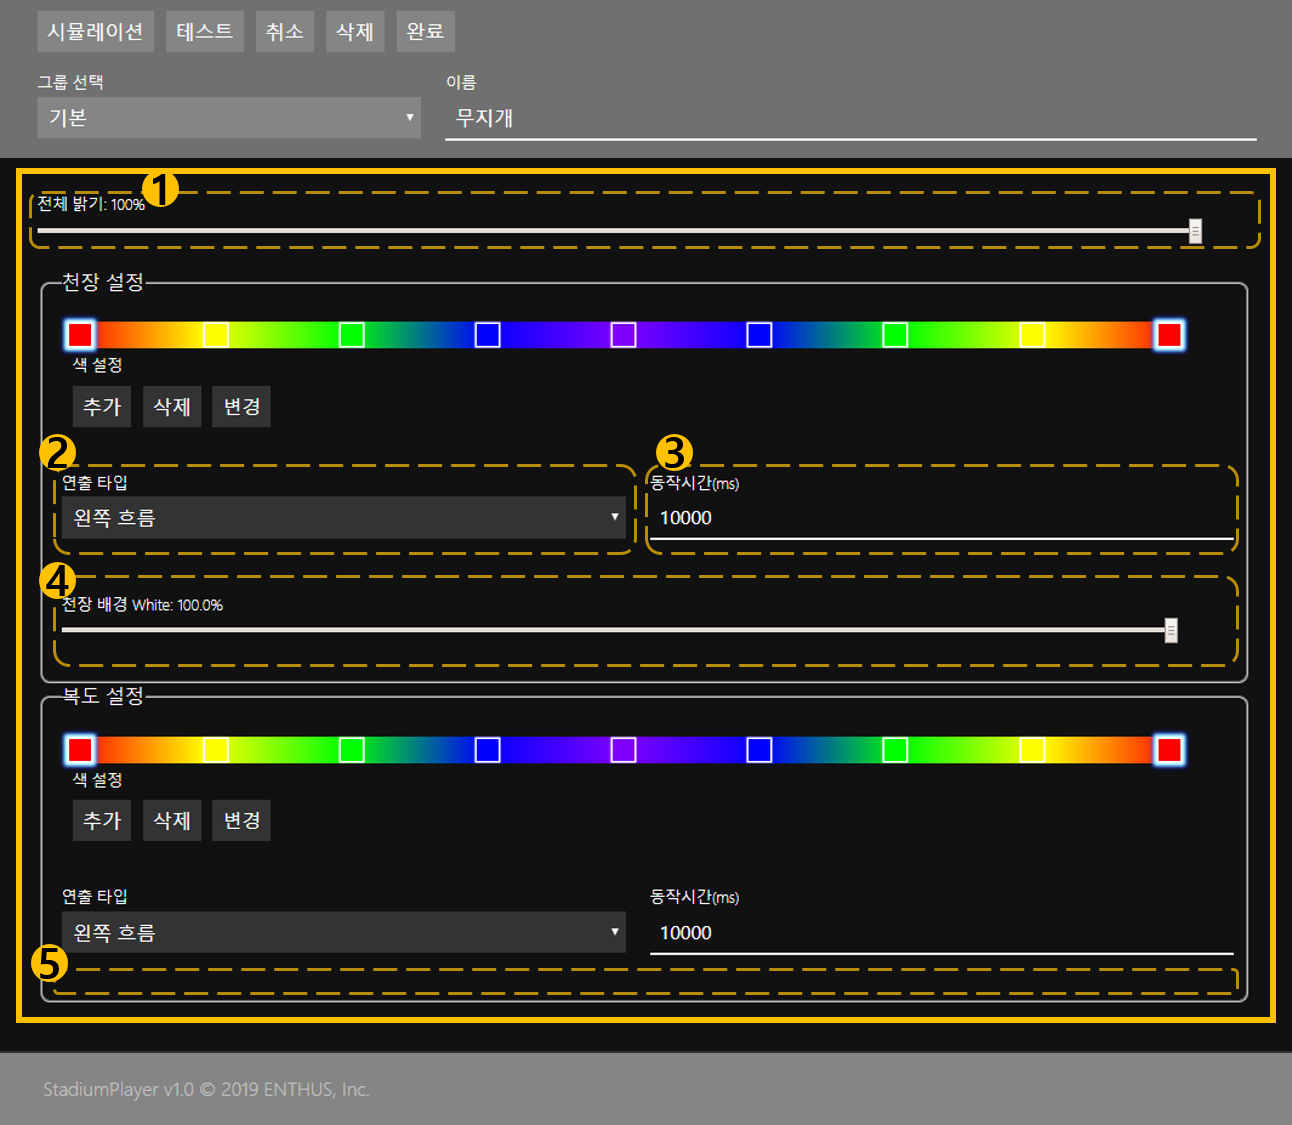 시뮬레이션 테스트 취소 삭제 완료
그룹 선택 이름
기본 무지개
1
전체 밝기: 100%
천장 설정
색 설정
추가 삭제 변경
2 3
연출 타입 동작시간(ms)
왼쪽 흐름 10000
4
천장 배경 White: 100.0%
복도 설정
색 설정
추가 삭제 변경
연출 타입 동작시간(ms)
왼쪽 흐름 10000
5
StadiumPlayer v1.0 © 2019 ENTHUS, Inc.